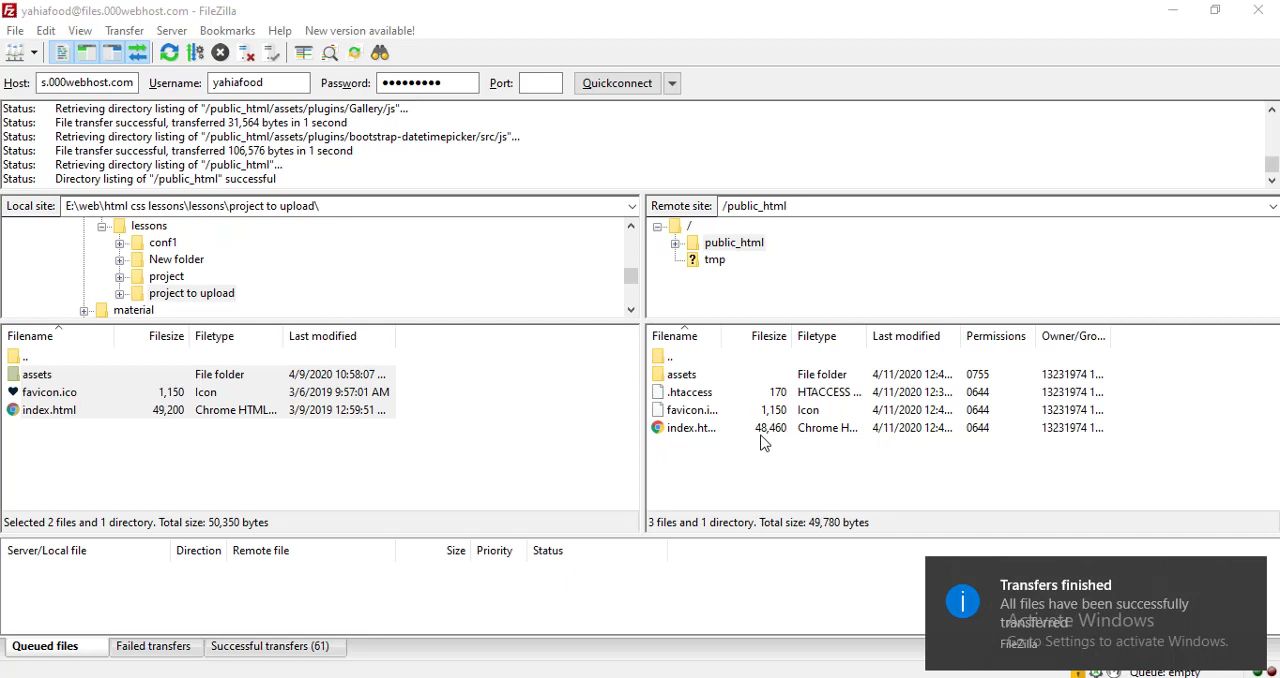 yahiafood@files.000webhost.com - FileZilla
File Edit View Transfer Server Bookmarks Help New version available!
Host: s.000webhost.com Username: yahiafood Password: ●●●●●●●●● Port: Quickconnect
Status: Retrieving directory listing of "/public_html/assets/plugins/Gallery/js"...
Status: File transfer successful, transferred 31,564 bytes in 1 second
Status: Retrieving directory listing of "/public_html/assets/plugins/bootstrap-datetimepicker/src/js"...
Status: File transfer successful, transferred 106,576 bytes in 1 second
Status: Retrieving directory listing of "/public_html"...
Status: Directory listing of "/public_html" successful
Local site: E:\web\html css lessons\lessons\project to upload\
lessons
conf1
New folder
project
project to upload
material
Filename Filesize Filetype Last modified
..
assets File folder 4/9/2020 10:58:07 ...
favicon.ico 1,150 Icon 3/6/2019 9:57:01 AM
index.html 49,200 Chrome HTML... 3/9/2019 12:59:51 ...
Selected 2 files and 1 directory. Total size: 50,350 bytes
Remote site: /public_html
/
public_html
? tmp
Filename Filesize Filetype Last modified Permissions Owner/Gro...
..
assets File folder 4/11/2020 12:4... 0755 13231974 1...
.htaccess 170 HTACCESS ... 4/11/2020 12:3... 0644 13231974 1...
favicon.i... 1,150 Icon 4/11/2020 12:4... 0644 13231974 1...
index.ht... 48,460 Chrome H... 4/11/2020 12:4... 0644 13231974 1...
3 files and 1 directory. Total size: 49,780 bytes
Server/Local file Direction Remote file Size Priority Status
Transfers finished
All files have been successfully
transferred
FileZilla
Activate Windows
Go to Settings to activate Windows.
Queued files Failed transfers Successful transfers (61)
Queue: empty